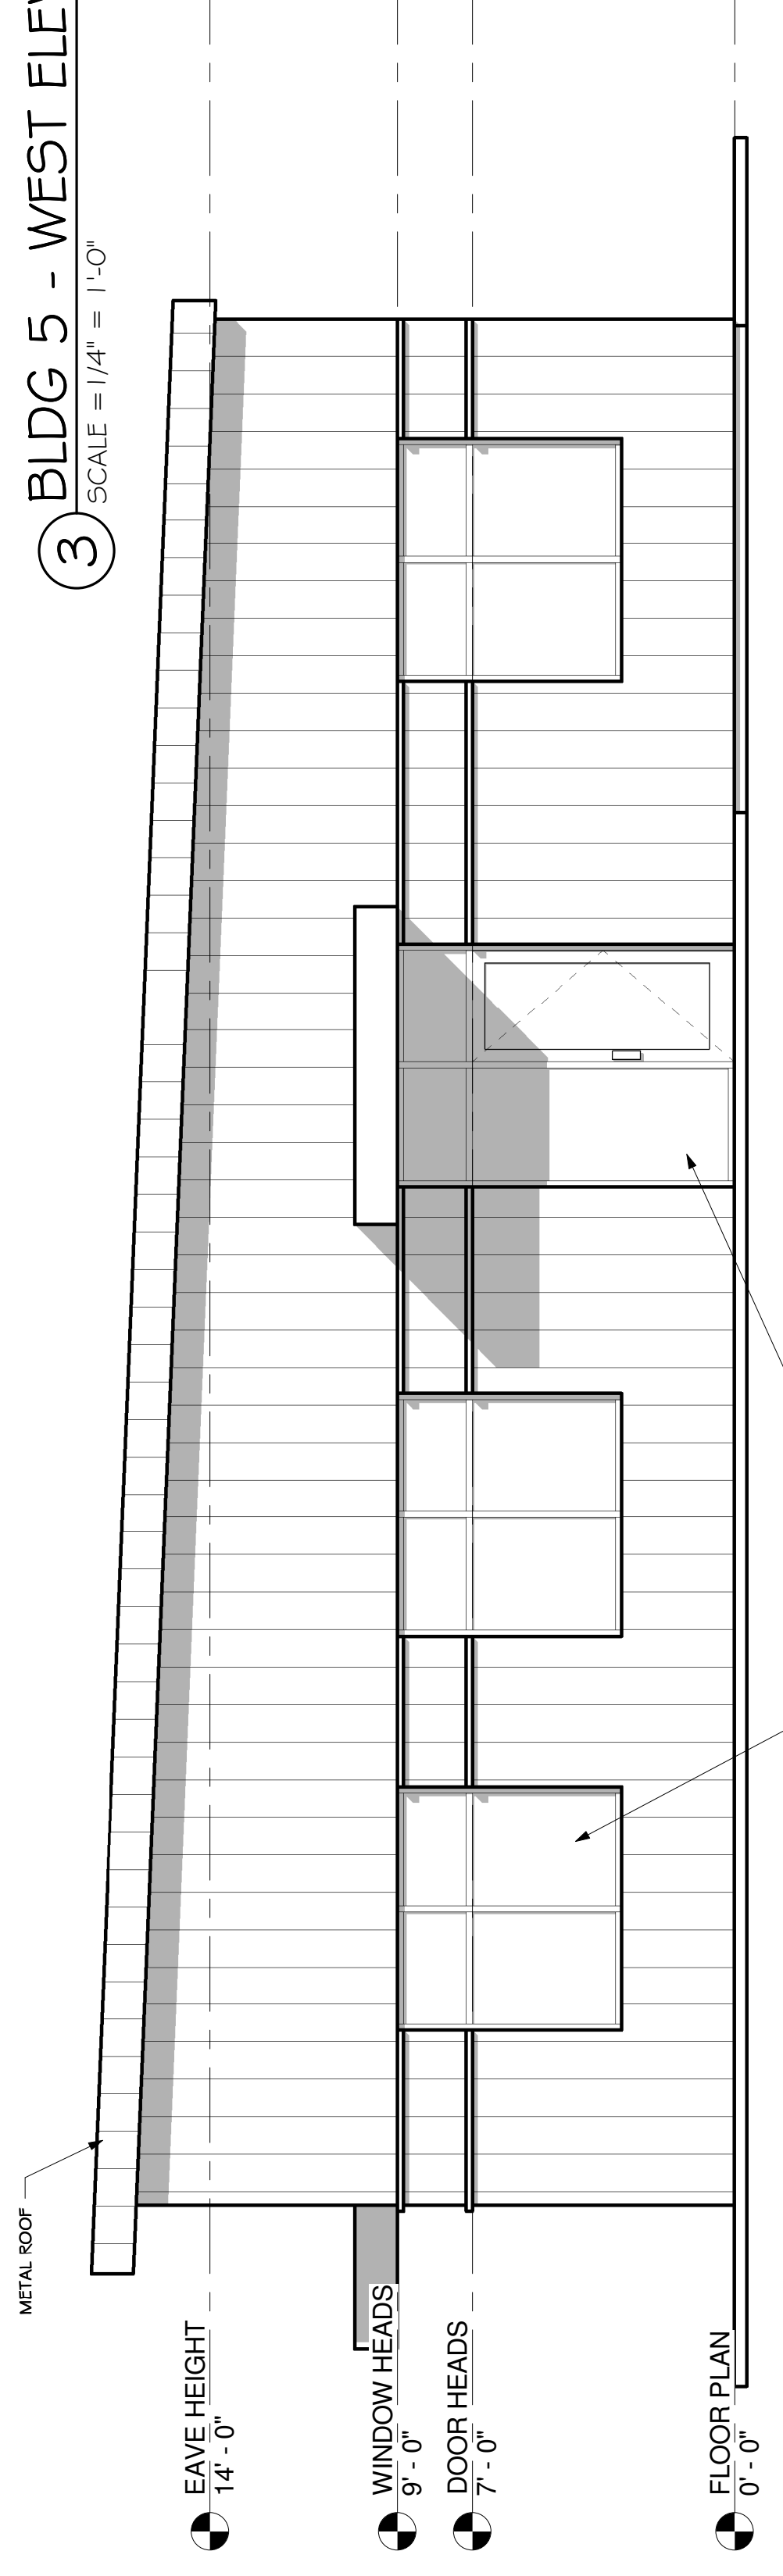 3
BLDG 5 - WEST ELEV
SCALE = 1/4" = 1'-0"
METAL ROOF
EAVE HEIGHT
14' - 0"
WINDOW HEADS
9' - 0"
DOOR HEADS
7' - 0"
FLOOR PLAN
0' - 0"